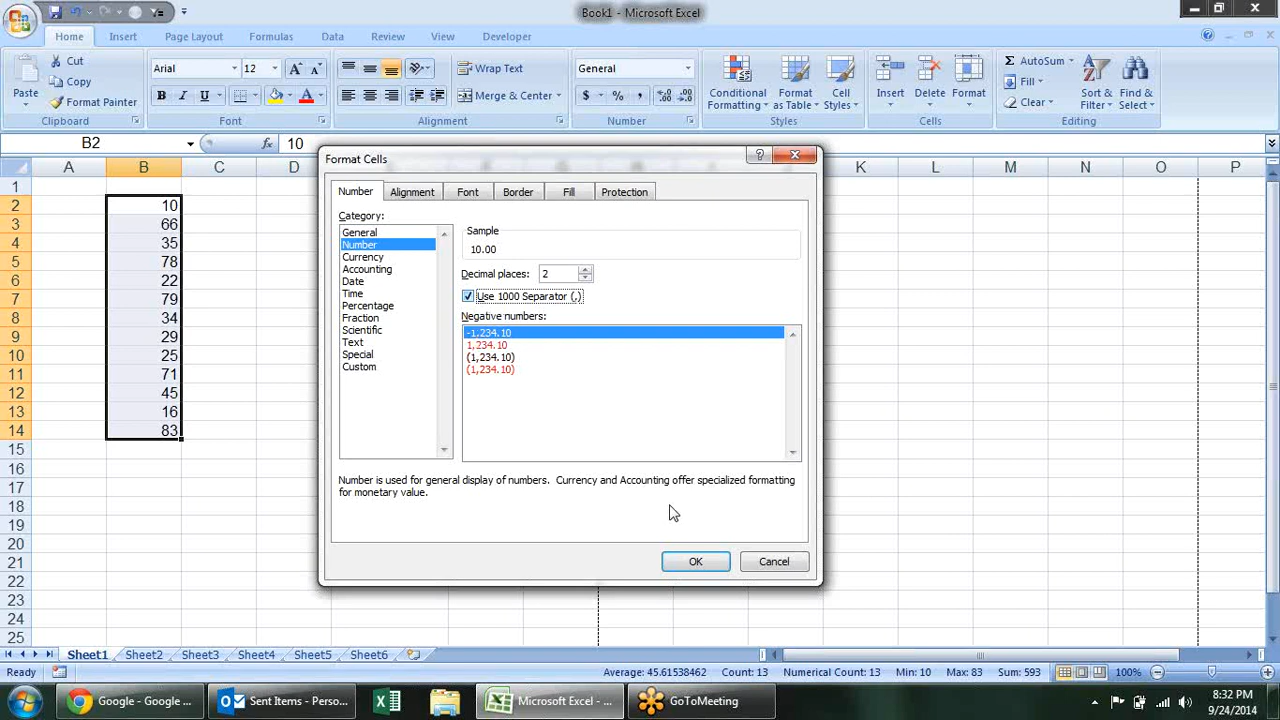 Book1 - Microsoft Excel
Home Insert Page Layout Formulas Data Review View Developer
Cut
Copy
Format Painter
Paste
Clipboard
Arial 12
Font
Wrap Text
Merge & Center
Alignment
General
Number
Conditional Formatting
Format as Table
Cell Styles
Styles
Insert
Delete
Format
Cells
AutoSum
Fill
Clear
Sort & Filter
Find & Select
Editing
B2 fx 10
A B C D K L M N O P
1
2 10
3 66
4 35
5 78
6 22
7 79
8 34
9 29
10 25
11 71
12 45
13 16
14 83
15
16
17
18
19
20
21
22
23
24
25
Format Cells
Number Alignment Font Border Fill Protection
Category:
General
Number
Currency
Accounting
Date
Time
Percentage
Fraction
Scientific
Text
Special
Custom
Sample
10.00
Decimal places: 2
Use 1000 Separator (,)
Negative numbers:
-1,234.10
1,234.10
(1,234.10)
(1,234.10)
Number is used for general display of numbers. Currency and Accounting offer specialized formatting
for monetary value.
OK Cancel
Sheet1 Sheet2 Sheet3 Sheet4 Sheet5 Sheet6
Ready Average: 45.61538462 Count: 13 Numerical Count: 13 Min: 10 Max: 83 Sum: 593 100%
Google - Google ... Sent Items - Perso... Microsoft Excel - ... GoToMeeting
8:32 PM
9/24/2014